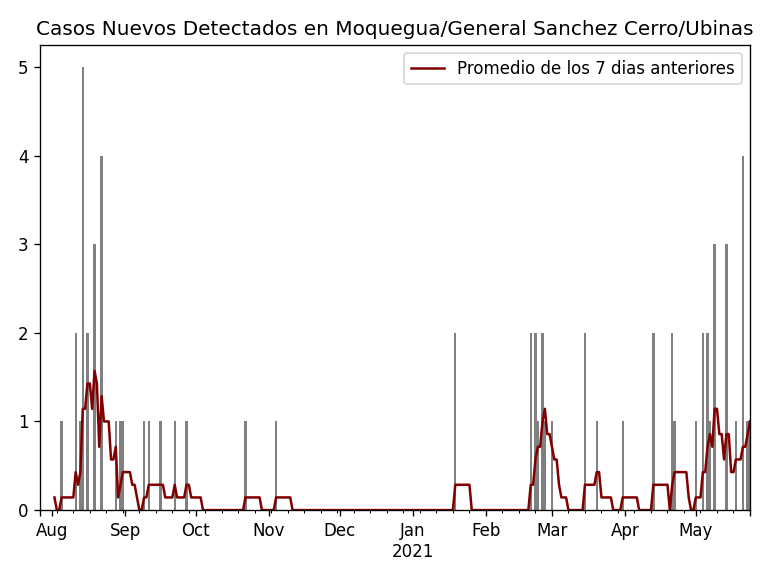 Casos Nuevos Detectados en Moquegua/General Sanchez Cerro/Ubinas
Promedio de los 7 dias anteriores
5
4
3
2
1
0
Aug Sep Oct Nov Dec Jan Feb Mar Apr May
2021